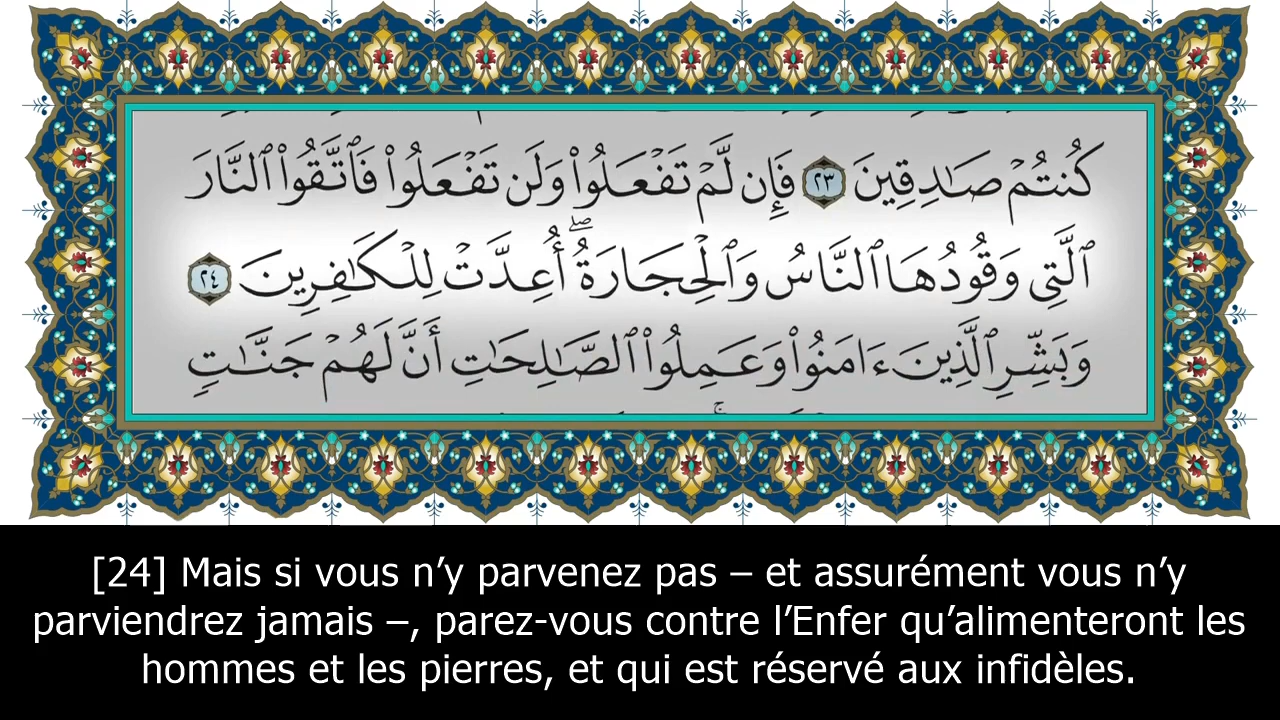 كُنتُمۡ صَـٰدِقِينَ ٢٣ فَإِن لَّمۡ تَفۡعَلُوا۟ وَلَن تَفۡعَلُوا۟ فَٱتَّقُوا۟ ٱلنَّارَ
ٱلَّتِى وَقُودُهَا ٱلنَّاسُ وَٱلۡحِجَارَةُۖ أُعِدَّتۡ لِلۡكَـٰفِرِينَ ٢٤
وَبَشِّرِ ٱلَّذِينَ ءَامَنُوا۟ وَعَمِلُوا۟ ٱلصَّـٰلِحَـٰتِ أَنَّ لَهُمۡ جَنَّـٰتٍ
[24] Mais si vous n’y parvenez pas – et assurément vous n’y
parviendrez jamais –, parez-vous contre l’Enfer qu’alimenteront les
hommes et les pierres, et qui est réservé aux infidèles.